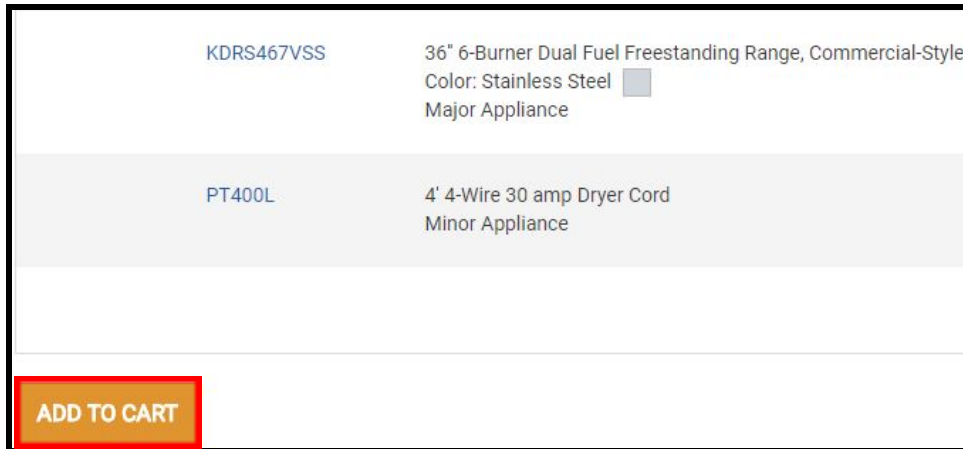 KDRS467VSS
36" 6-Burner Dual Fuel Freestanding Range, Commercial-Style
Color: Stainless Steel
Major Appliance
PT400L
4' 4-Wire 30 amp Dryer Cord
Minor Appliance
ADD TO CART